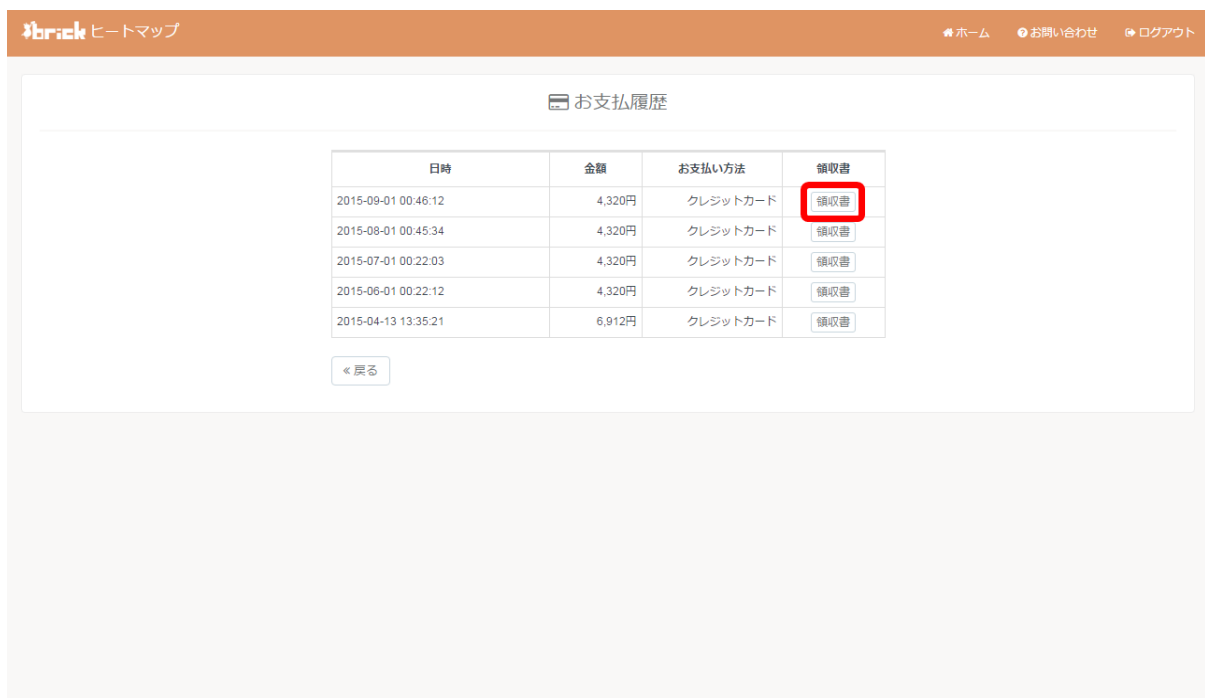 brick ヒートマップ ホーム お問い合わせ ログアウト
お支払履歴
日時 金額 お支払い方法 領収書
2015-09-01 00:46:12 4,320円 クレジットカード 領収書
2015-08-01 00:45:34 4,320円 クレジットカード 領収書
2015-07-01 00:22:03 4,320円 クレジットカード 領収書
2015-06-01 00:22:12 4,320円 クレジットカード 領収書
2015-04-13 13:35:21 6,912円 クレジットカード 領収書
«戻る